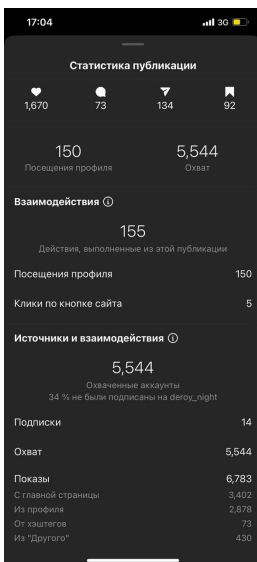 17:04
3G
Статистика публикации
1,670 73 134 92
150 5,544
Посещения профиля Охват
Взаимодействия
155
Действия, выполненные из этой публикации
Посещения профиля 150
Клики по кнопке сайта 5
Источники и взаимодействия
5,544
Охваченные аккаунты
34 % не были подписаны на deroy_night
Подписки 14
Охват 5,544
Показы 6,783
С главной страницы 3,402
Из профиля 2,878
От хэштегов 73
Из "Другого" 430